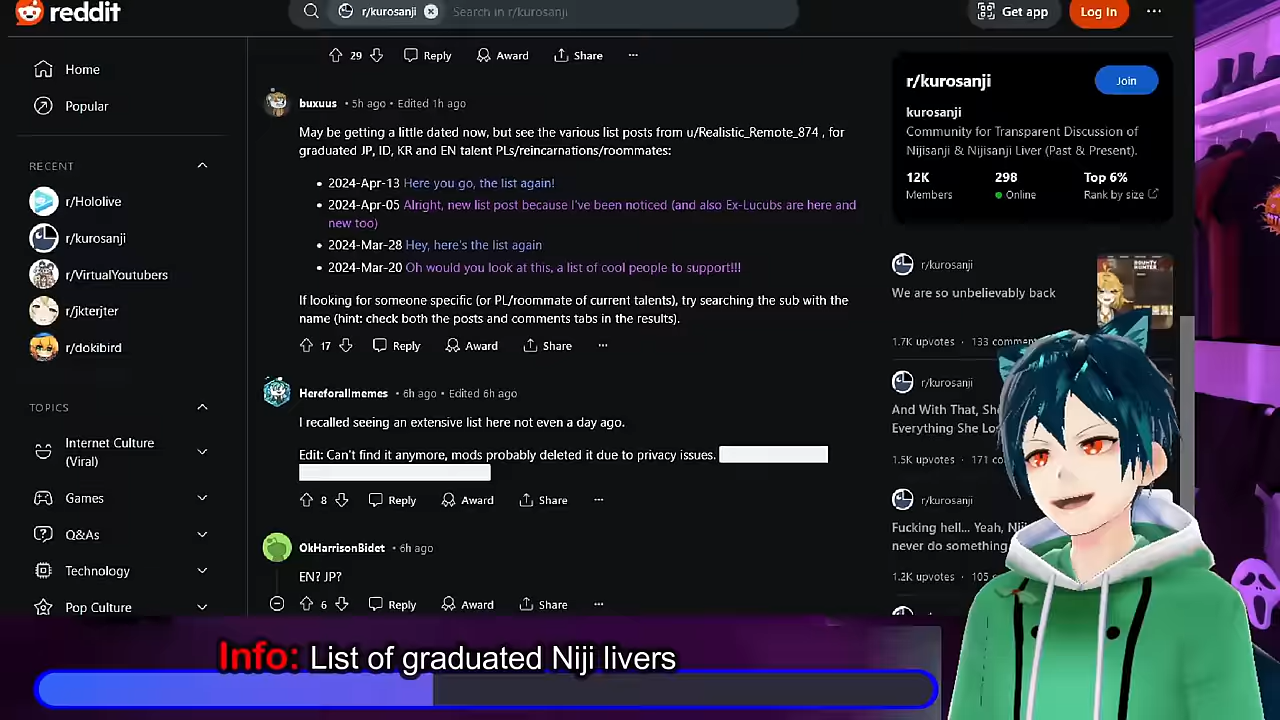 reddit
r/kurosanji
Search in r/kurosanji
Get app
Log In
Home
Popular
RECENT
r/Hololive
r/kurosanji
r/VirtualYoutubers
r/jkterjter
r/dokibird
TOPICS
Internet Culture
(Viral)
Games
Q&As
Technology
Pop Culture
29
Reply
Award
Share
buxuus • 5h ago • Edited 1h ago
May be getting a little dated now, but see the various list posts from u/Realistic_Remote_874 , for
graduated JP, ID, KR and EN talent PLs/reincarnations/roommates:
• 2024-Apr-13 Here you go, the list again!
• 2024-Apr-05 Alright, new list post because I've been noticed (and also Ex-Lucubs are here and
new too)
• 2024-Mar-28 Hey, here's the list again
• 2024-Mar-20 Oh would you look at this, a list of cool people to support!!!
If looking for someone specific (or PL/roommate of current talents), try searching the sub with the
name (hint: check both the posts and comments tabs in the results).
17
Reply
Award
Share
Hereforallmemes • 6h ago • Edited 6h ago
I recalled seeing an extensive list here not even a day ago.
Edit: Can't find it anymore, mods probably deleted it due to privacy issues.
8
Reply
Award
Share
OkHarrisonBidet • 6h ago
EN? JP?
6
Reply
Award
Share
r/kurosanji
Join
kurosanji
Community for Transparent Discussion of
Nijisanji & Nijisanji Liver (Past & Present).
12K
298
Top 6%
Members
Online
Rank by size
r/kurosanji
We are so unbelievably back
BOUNTY
HUNTER
1.7K upvotes • 133 comment
r/kurosanji
And With That, She
Everything She Lo
1.5K upvotes • 171 co
r/kurosanji
Fucking hell... Yeah, Nij
never do something
1.2K upvotes • 105
Info: List of graduated Niji livers